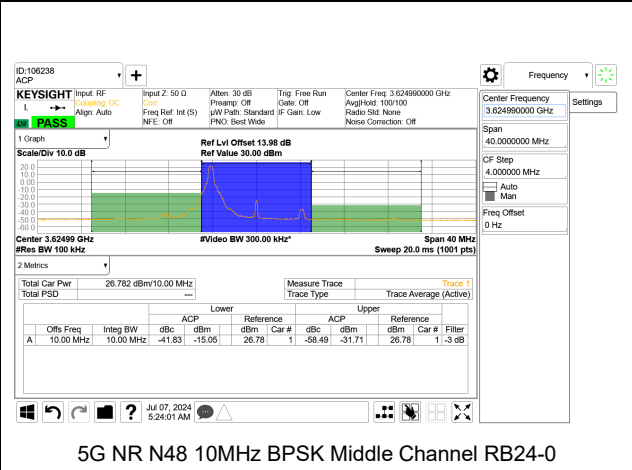 ID:106238
ACP
Frequency
KEYSIGHT Input: RF Input Z: 50 Ω Atten: 30 dB Trig: Free Run Center Freq: 3.624990000 GHz
L Coupling: DC Corr Preamp: Off Gate: Off Avg|Hold: 100/100
Align: Auto Freq Ref: Int (S) µW Path: Standard IF Gain: Low Radio Std: None
LVI PASS NFE: Off PNO: Best Wide Noise Correction: Off
Center Frequency
3.624990000 GHz
Settings
Span
40.0000000 MHz
CF Step
4.000000 MHz
Auto
Man
Freq Offset
0 Hz
1 Graph
Ref Lvl Offset 13.98 dB
Scale/Div 10.0 dB Ref Value 30.00 dBm
20.0
10.0
0.00
-10.0
-20.0
-30.0
-40.0
-50.0
-60.0
Center 3.62499 GHz #Video BW 300.00 kHz* Span 40 MHz
#Res BW 100 kHz Sweep 20.0 ms (1001 pts)
2 Metrics
Total Car Pwr 26.782 dBm/10.00 MHz Measure Trace Trace 1
Total PSD --- Trace Type Trace Average (Active)
Lower Upper
ACP Reference ACP Reference
Offs Freq Integ BW dBc dBm dBm Car # dBc dBm dBm Car # Filter
A 10.00 MHz 10.00 MHz -41.83 -15.05 26.78 1 -58.49 -31.71 26.78 1 -3 dB
Jul 07, 2024
5:24:01 AM
5G NR N48 10MHz BPSK Middle Channel RB24-0